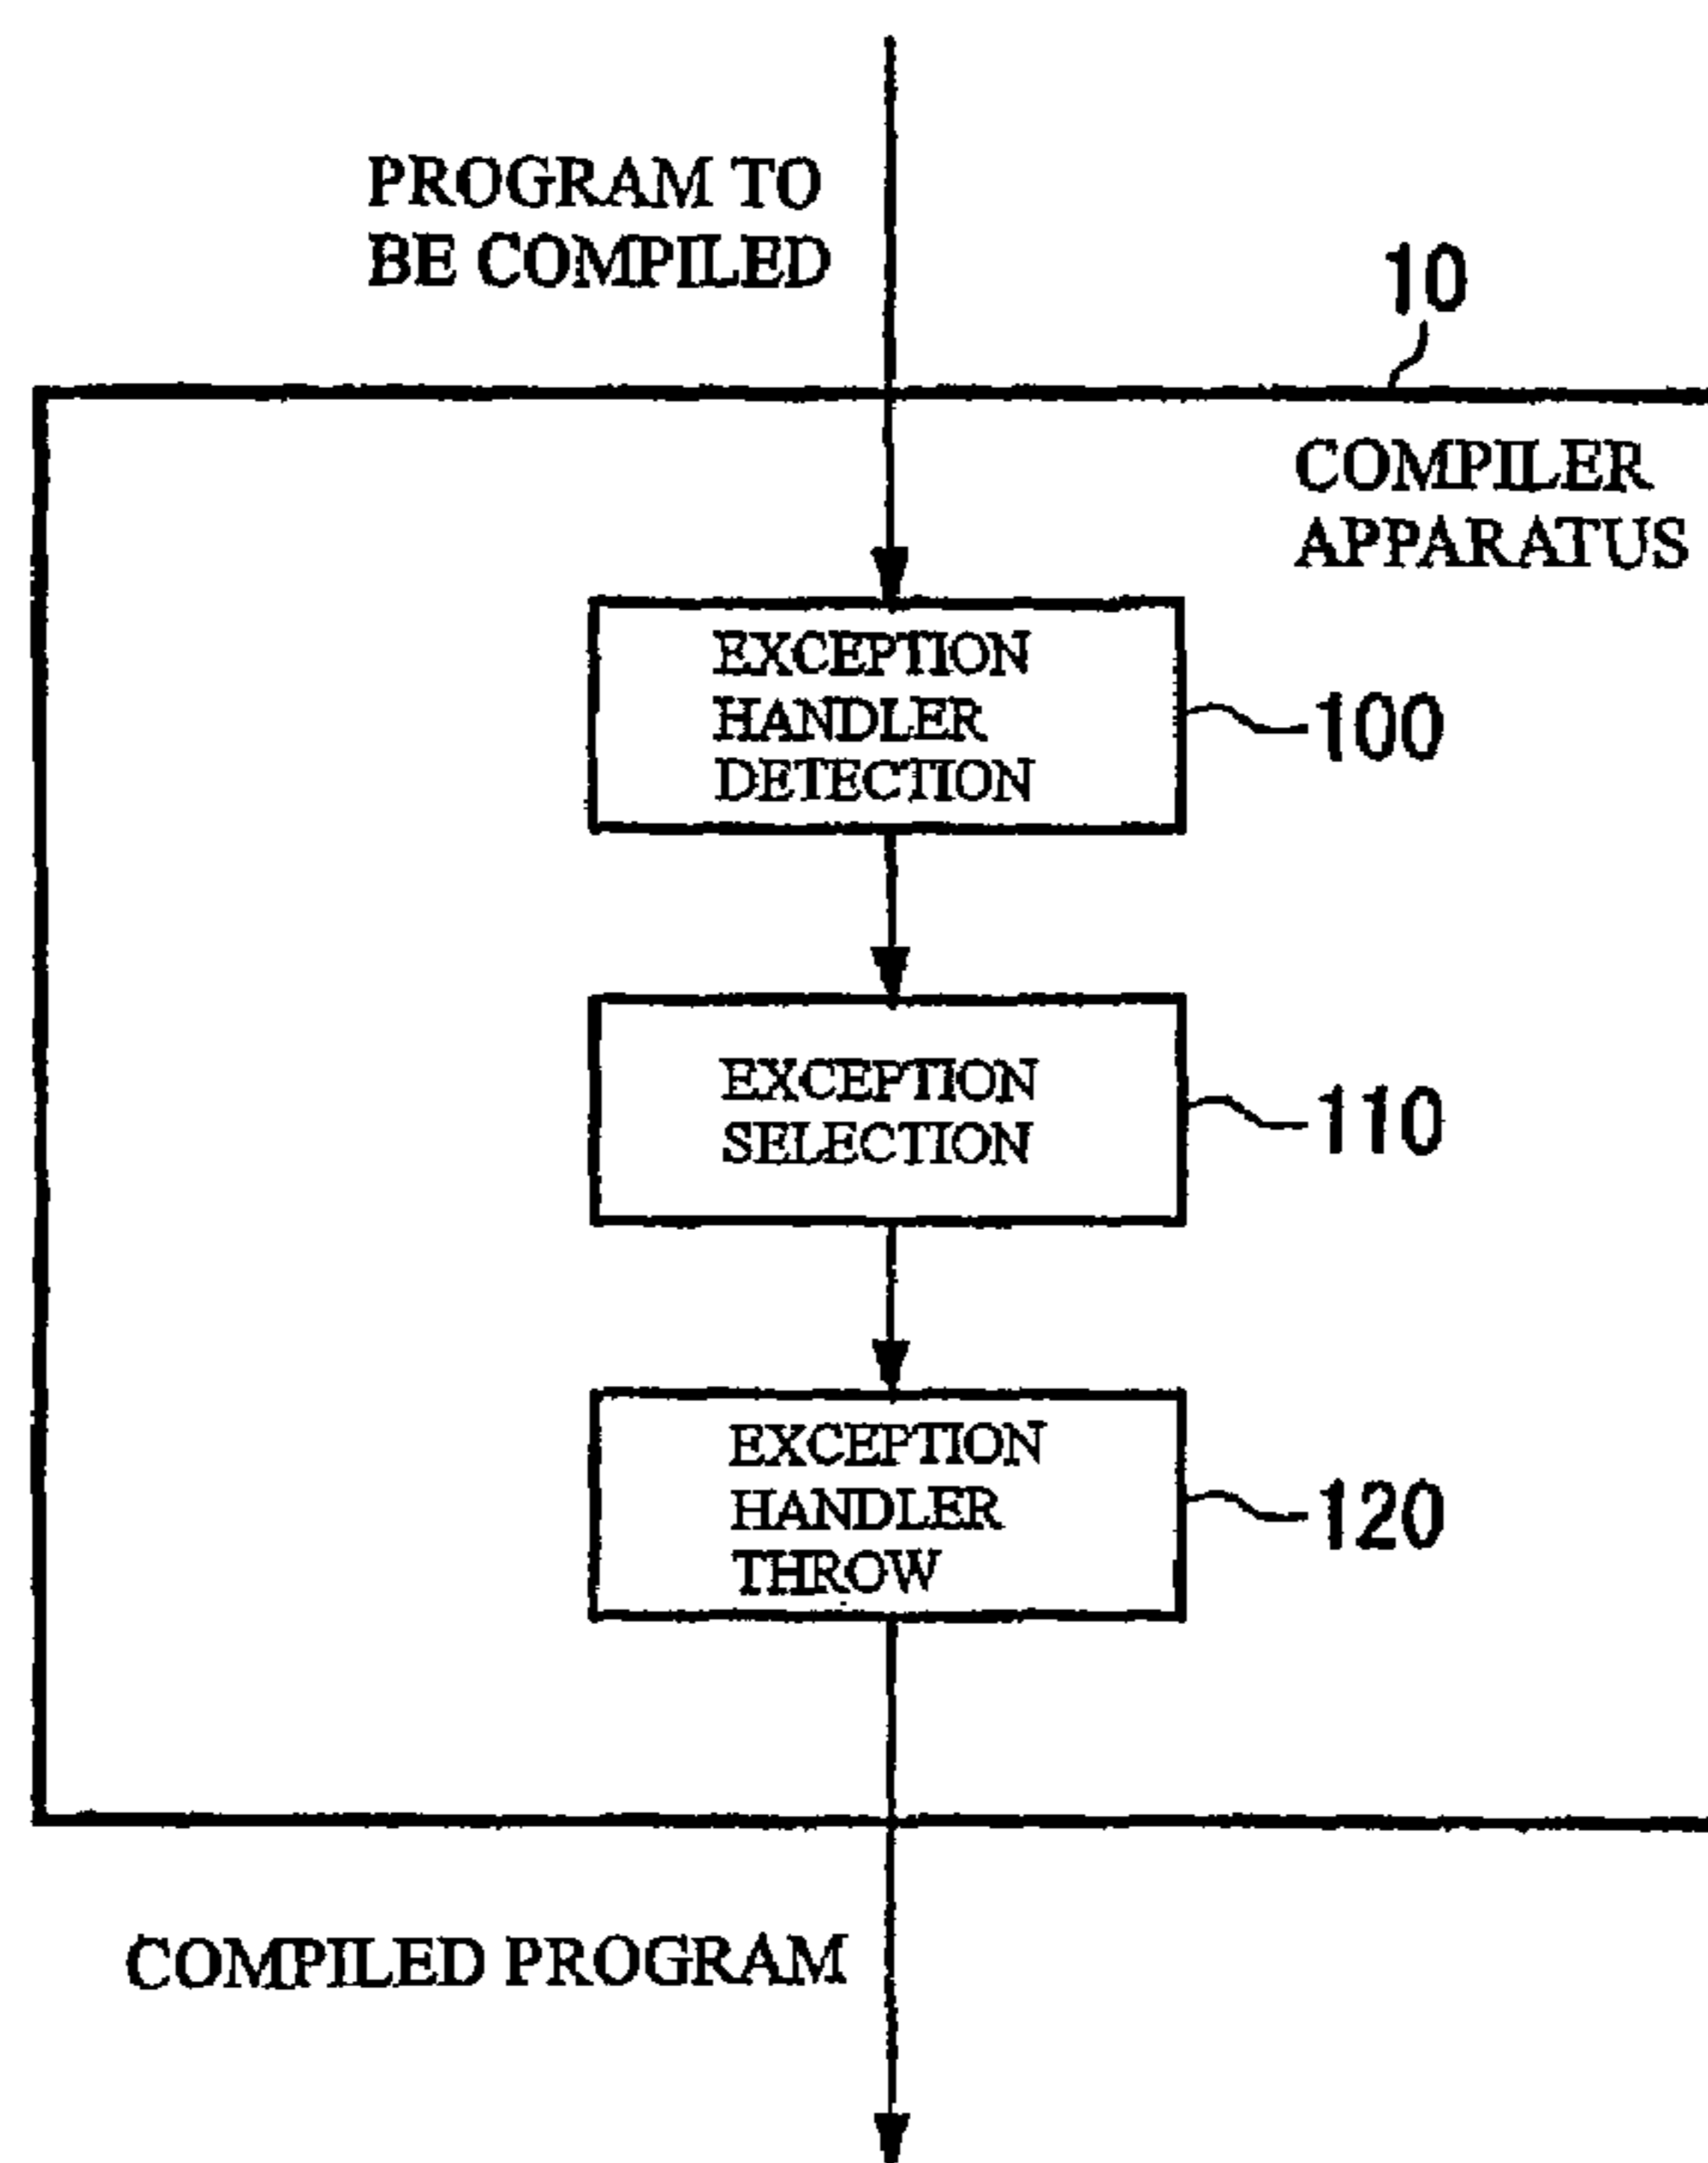 PROGRAM TO
BE COMPILED
10
COMPILER
APPARATUS
EXCEPTION
HANDLER
DETECTION
100
EXCEPTION
SELECTION
110
EXCEPTION
HANDLER
THROW
120
COMPILED PROGRAM